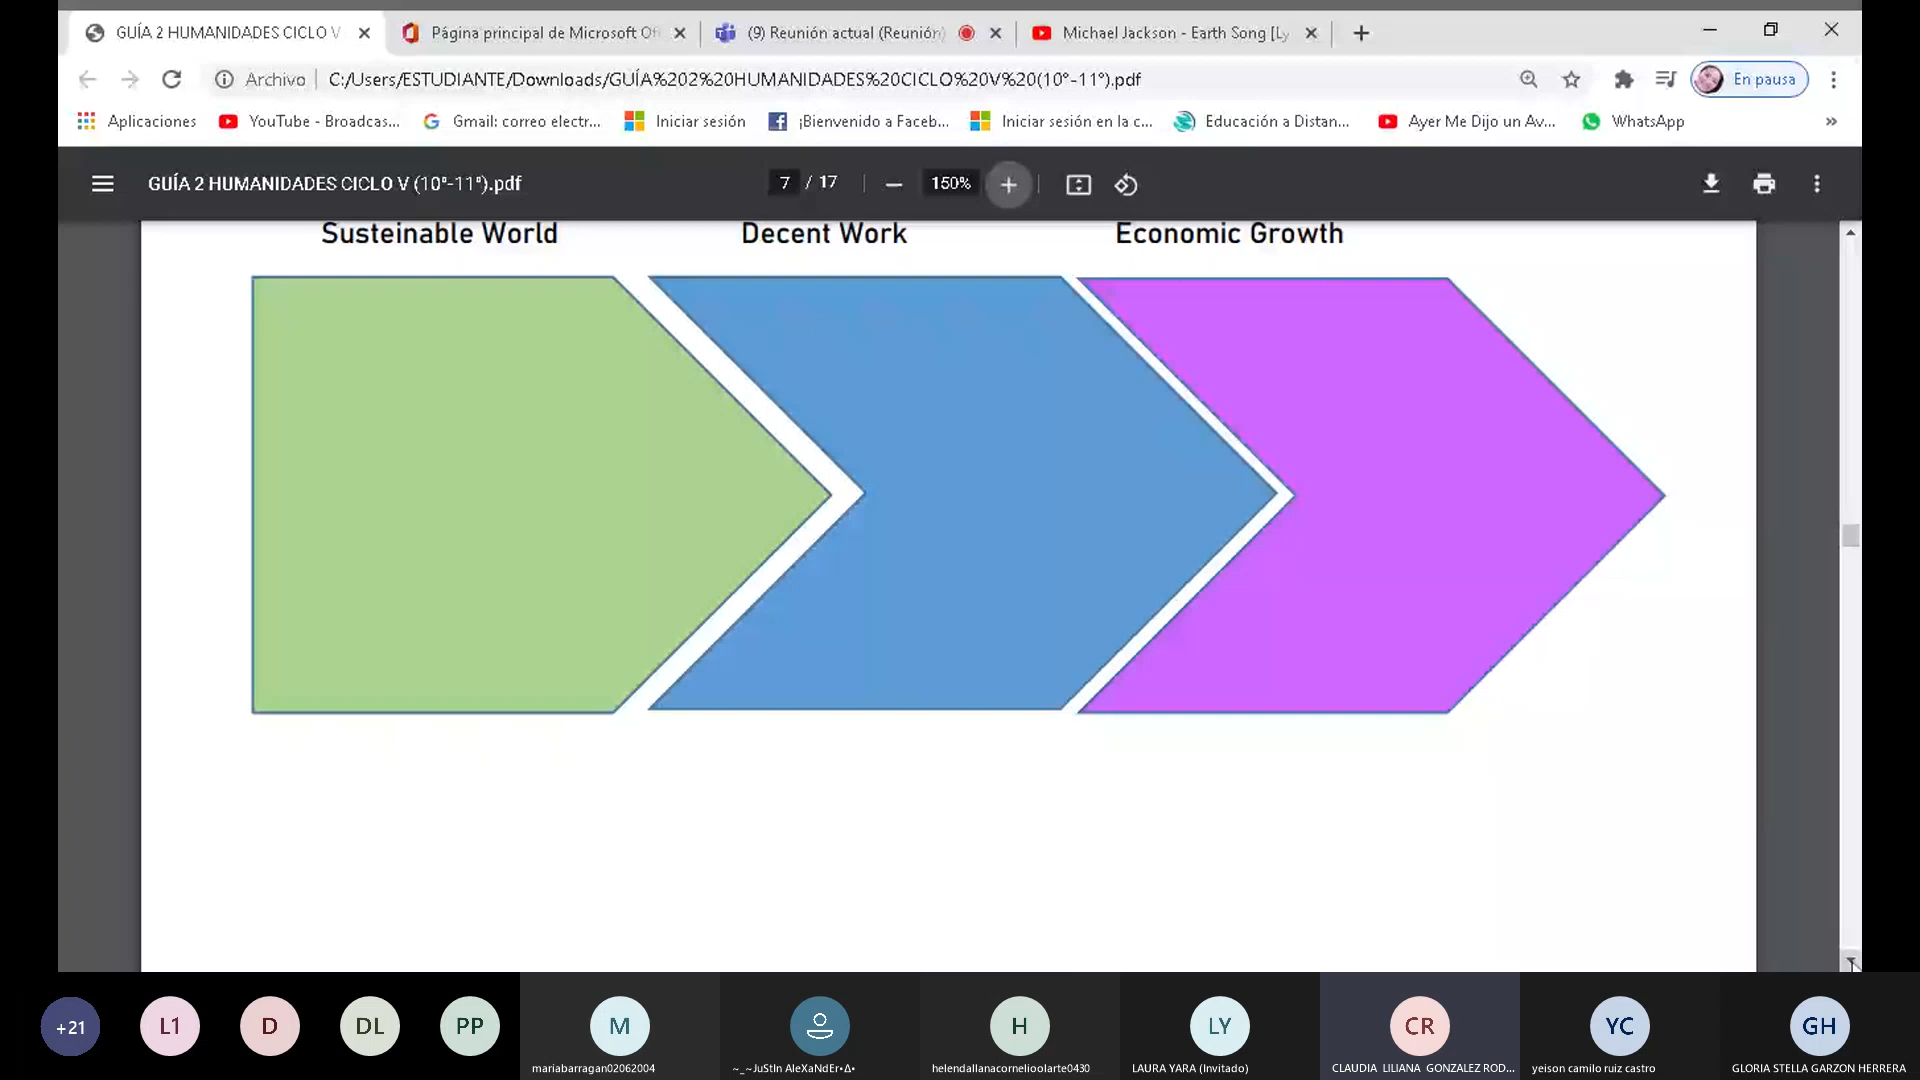 GUÍA 2 HUMANIDADES CICLO V
Página principal de Microsoft Of
(9) Reunión actual (Reunión)
Michael Jackson - Earth Song [Ly
Archivo
C:/Users/ESTUDIANTE/Downloads/GUÍA%202%20HUMANIDADES%20CICLO%20V%20(10°-11°).pdf
En pausa
Aplicaciones
YouTube - Broadcas...
Gmail: correo electr...
Iniciar sesión
¡Bienvenido a Faceb...
Iniciar sesión en la c...
Educación a Distan...
Ayer Me Dijo un Av...
WhatsApp
»
GUÍA 2 HUMANIDADES CICLO V (10°-11°).pdf
7 / 17
150%
Susteinable World
Decent Work
Economic Growth
+21
L1
D
DL
PP
M
H
LY
CR
YC
GH
mariabarragan02062004
~_~JuStIn AleXaNdEr•Δ•
helendallanacornelioolarte0430
LAURA YARA (Invitado)
CLAUDIA LILIANA GONZALEZ ROD...
yeison camilo ruiz castro
GLORIA STELLA GARZON HERRERA